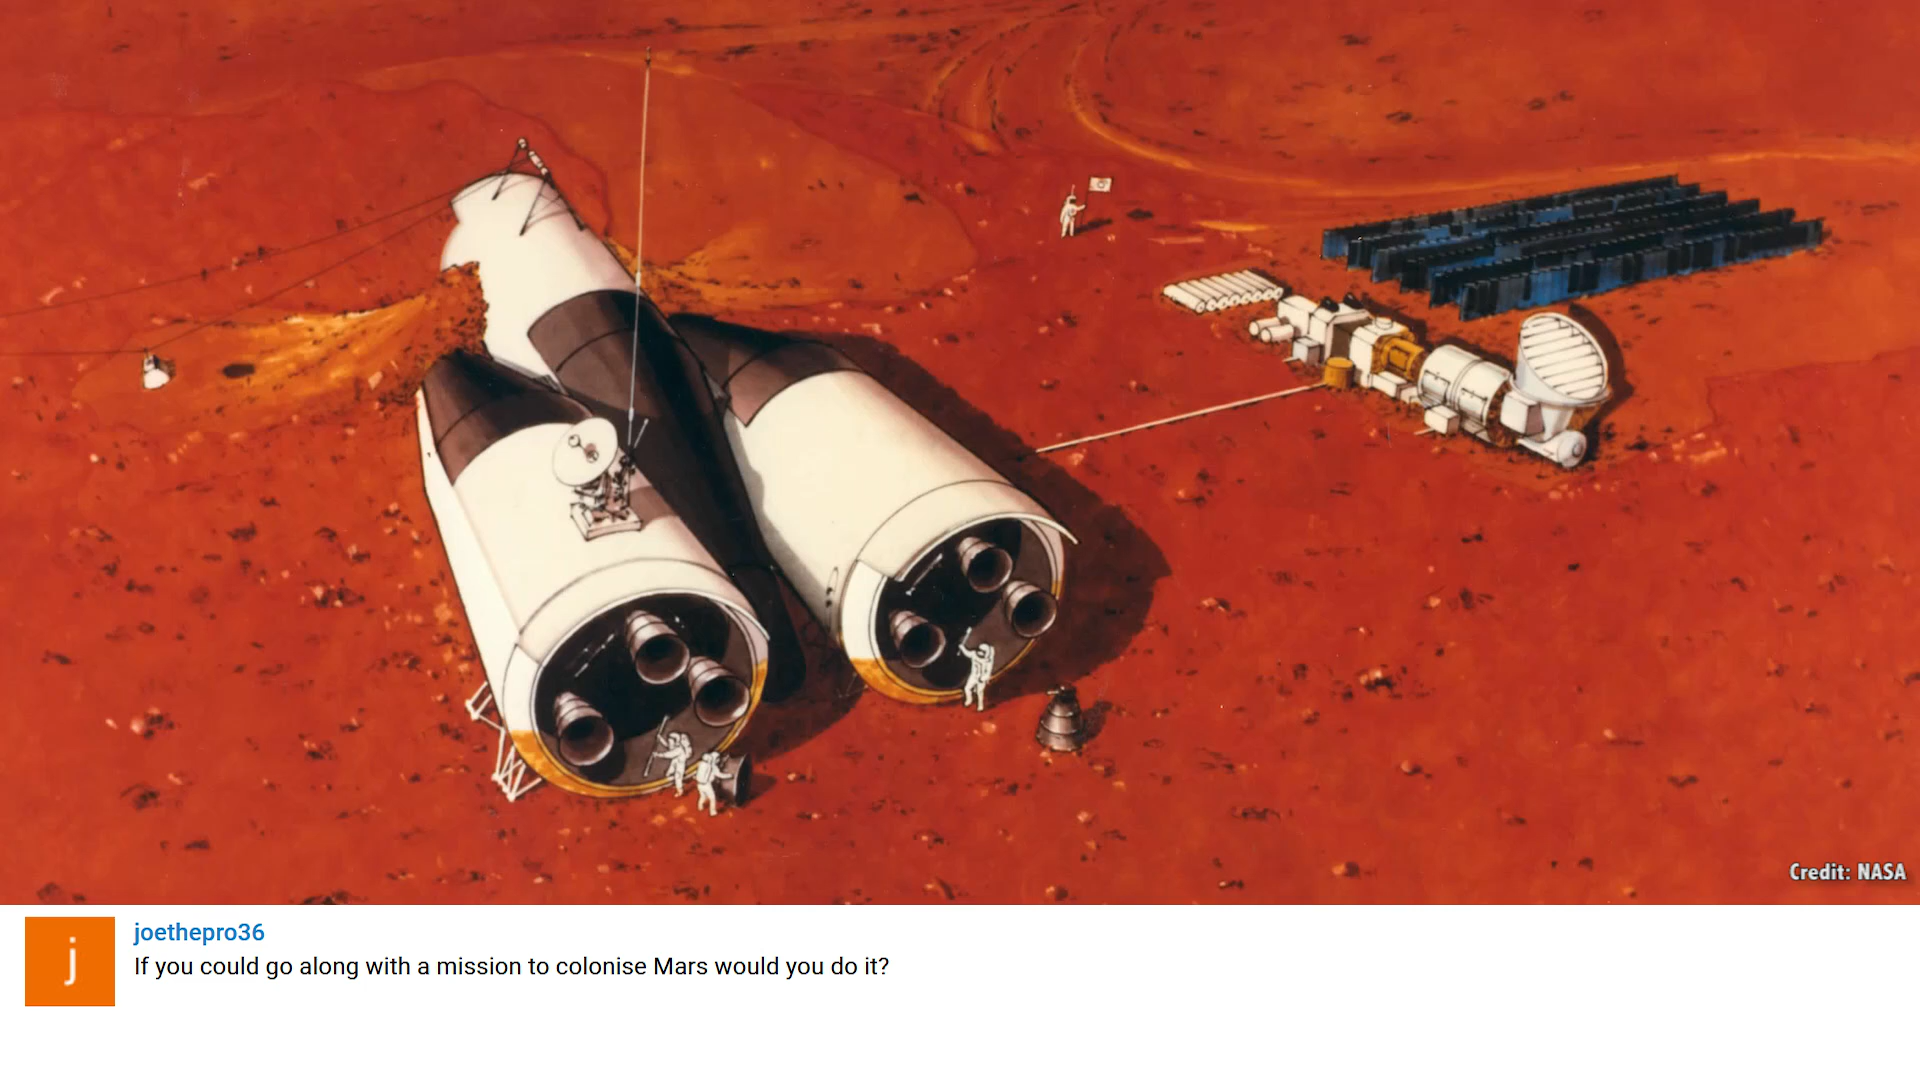 Credit: NASA
j
joethepro36
If you could go along with a mission to colonise Mars would you do it?